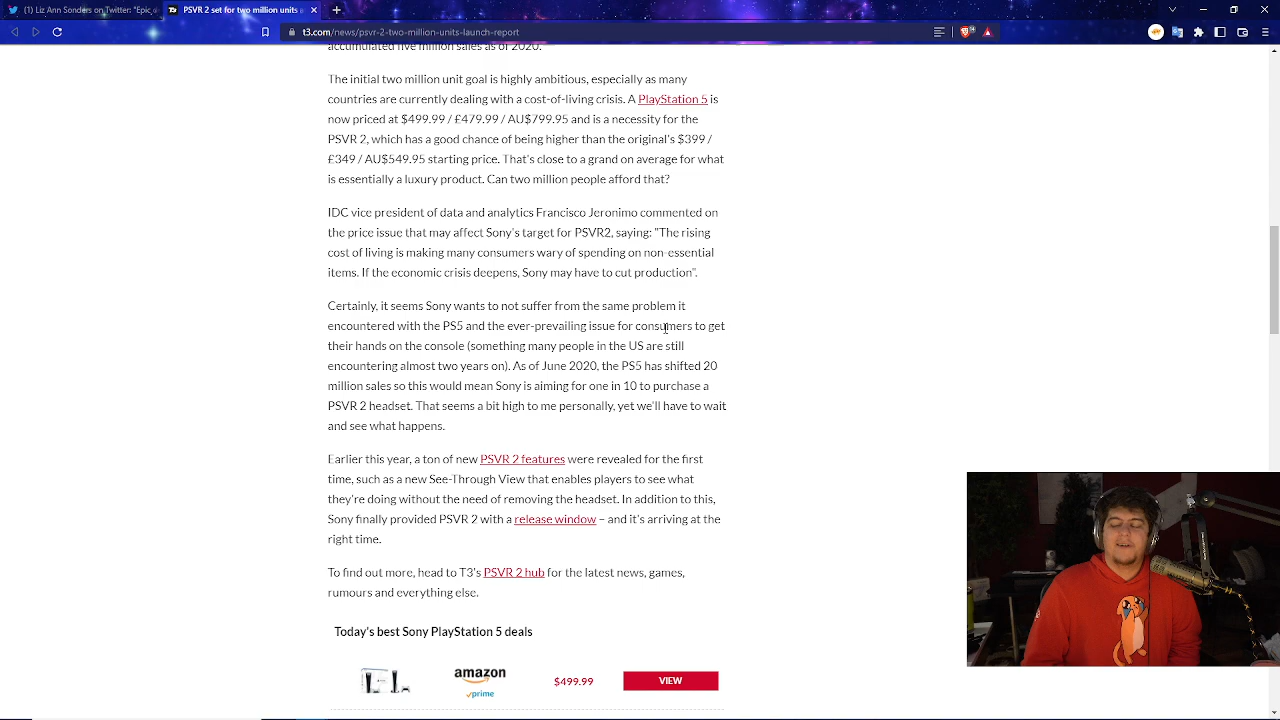 (1) Liz Ann Sonders on Twitter: "Epic d
PSVR 2 set for two million units a
t3.com/news/psvr-2-two-million-units-launch-report
accumulated five million sales as of 2020.
The initial two million unit goal is highly ambitious, especially as many
countries are currently dealing with a cost-of-living crisis. A PlayStation 5 is
now priced at $499.99 / £479.99 / AU$799.95 and is a necessity for the
PSVR 2, which has a good chance of being higher than the original's $399 /
£349 / AU$549.95 starting price. That's close to a grand on average for what
is essentially a luxury product. Can two million people afford that?
IDC vice president of data and analytics Francisco Jeronimo commented on
the price issue that may affect Sony's target for PSVR2, saying: "The rising
cost of living is making many consumers wary of spending on non-essential
items. If the economic crisis deepens, Sony may have to cut production".
Certainly, it seems Sony wants to not suffer from the same problem it
encountered with the PS5 and the ever-prevailing issue for consumers to get
their hands on the console (something many people in the US are still
encountering almost two years on). As of June 2020, the PS5 has shifted 20
million sales so this would mean Sony is aiming for one in 10 to purchase a
PSVR 2 headset. That seems a bit high to me personally, yet we'll have to wait
and see what happens.
Earlier this year, a ton of new PSVR 2 features were revealed for the first
time, such as a new See-Through View that enables players to see what
they're doing without the need of removing the headset. In addition to this,
Sony finally provided PSVR 2 with a release window – and it's arriving at the
right time.
To find out more, head to T3's PSVR 2 hub for the latest news, games,
rumours and everything else.
Today's best Sony PlayStation 5 deals
amazon
prime
$499.99
VIEW